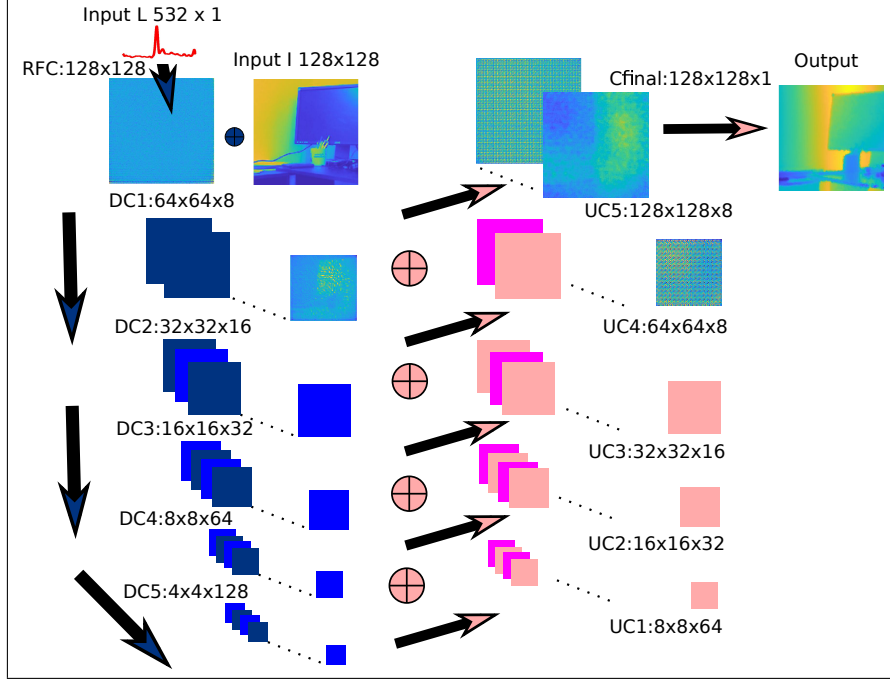 Input L 532 x 1
RFC:128x128
Input I 128x128
Cfinal:128x128x1
Output
DC1:64x64x8
UC5:128x128x8
DC2:32x32x16
UC4:64x64x8
DC3:16x16x32
UC3:32x32x16
DC4:8x8x64
UC2:16x16x32
DC5:4x4x128
UC1:8x8x64